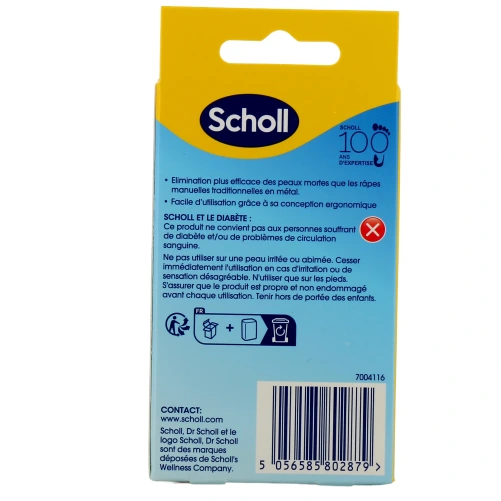 Scholl
SCHOLL
100
ANS
D'EXPERTISE
• Elimination plus efficace des peaux mortes que les râpes
manuelles traditionnelles en métal.
• Facile d'utilisation grâce à sa conception ergonomique
SCHOLL ET LE DIABÈTE :
Ce produit ne convient pas aux personnes souffrant
de diabète et/ou de problèmes de circulation
sanguine.
Ne pas utiliser sur une peau irritée ou abimée. Cesser
immédiatement l'utilisation en cas d'irritation ou de
sensation désagréable. N'utiliser que sur les pieds.
S'assurer que le produit est propre et non endommagé
avant chaque utilisation. Tenir hors de portée des enfants.
FR
+
7004116
CONTACT:
www.scholl.com
Scholl, Dr Scholl et le
logo Scholl, Dr Scholl
sont des marques
déposées de Scholl's
Wellness Company.
5 056585 802879 >